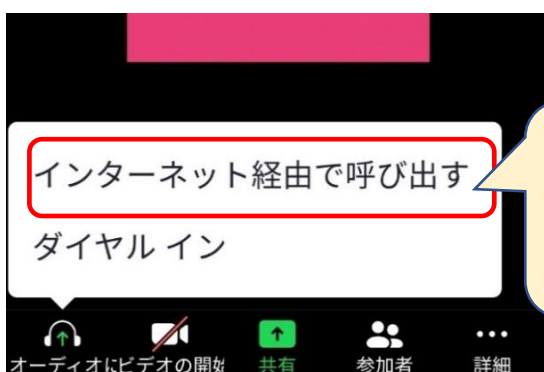 インターネット経由で呼び出す
ダイヤル イン
オーディオに ビデオの開始 共有 参加者 詳細